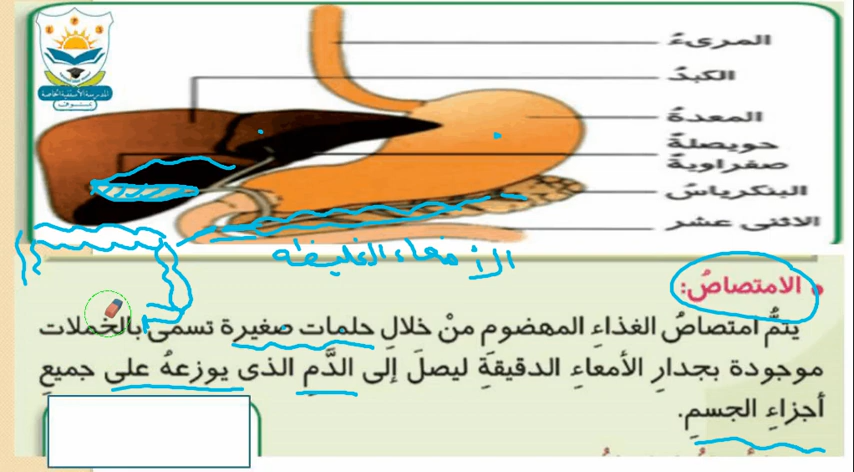 المرىءُ
الكبدُ
المعدةُ
حويصلةٌ
صفراويةٌ
البنكرياسُ
الاثنى عشر
الأمعاء الغليظة
الامتصاصُ:
يتمُّ امتصاصُ الغذاءِ المهضومِ منْ خلالِ حلماتٍ صغيرةٍ تسمى بالخملات
موجودة بجدارِ الأمعاءِ الدقيقةِ ليصلَ إلى الدَّمِ الذى يوزعهُ على جميعِ
أجزاءِ الجسمِ.